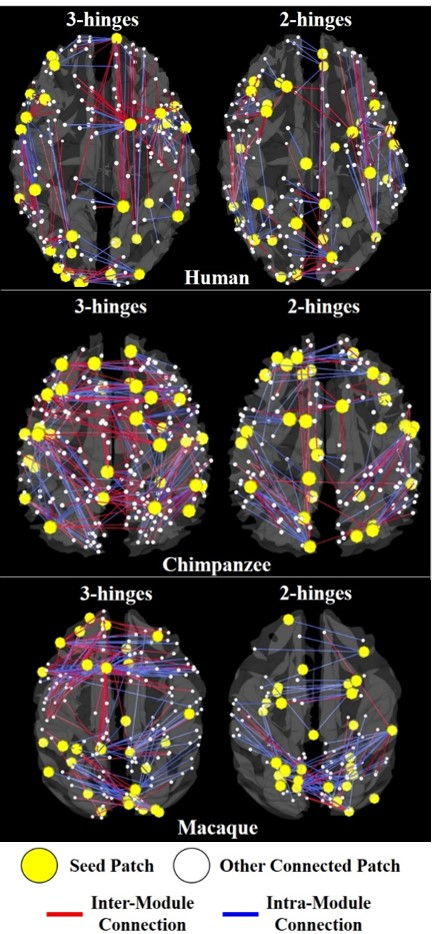 3-hinges 2-hinges
Human
3-hinges 2-hinges
Chimpanzee
3-hinges 2-hinges
Macaque
Seed Patch Other Connected Patch
Inter-Module Connection Intra-Module Connection